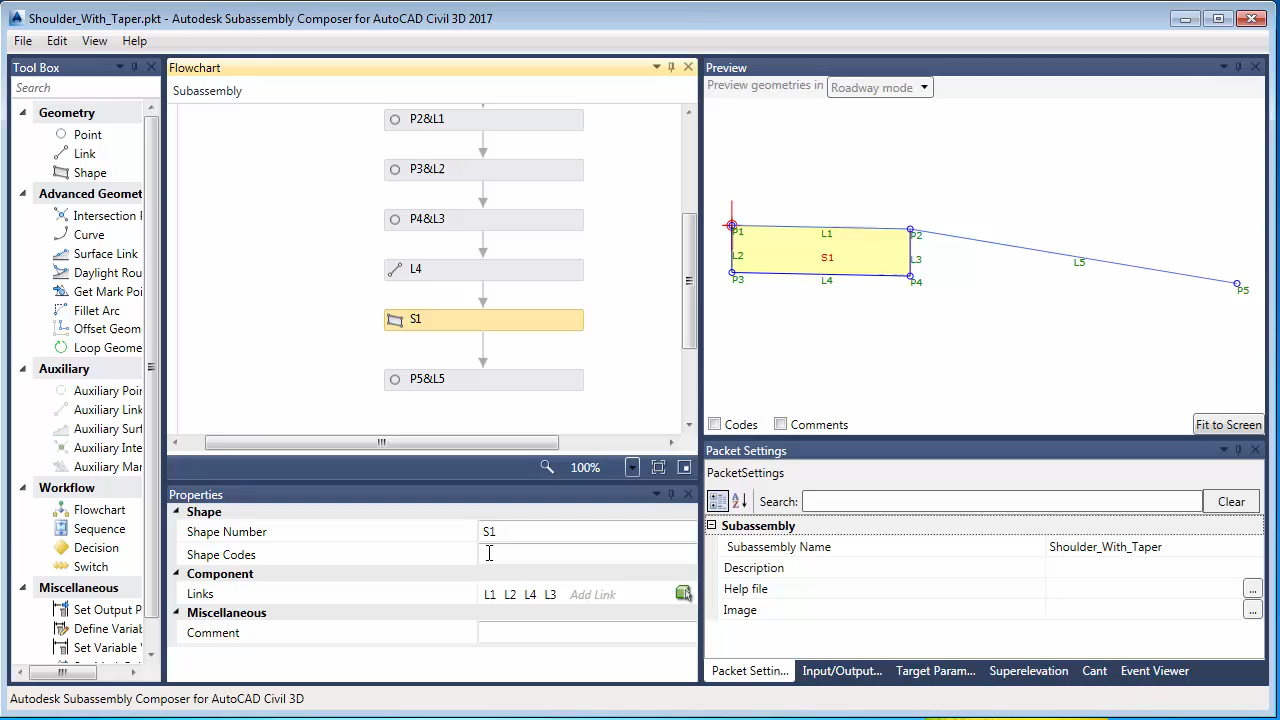 Shoulder_With_Taper.pkt - Autodesk Subassembly Composer for AutoCAD Civil 3D 2017
File Edit View Help
Tool Box
Search
Geometry
Point
Link
Shape
Advanced Geomet
Intersection P
Curve
Surface Link
Daylight Rou
Get Mark Poi
Fillet Arc
Offset Geom
Loop Geome
Auxiliary
Auxiliary Poin
Auxiliary Link
Auxiliary Surf
Auxiliary Inte
Auxiliary Mar
Workflow
Flowchart
Sequence
Decision
Switch
Miscellaneous
Set Output P
Define Variab
Set Variable V
Flowchart
Subassembly
P2&L1
P3&L2
P4&L3
L4
S1
P5&L5
100%
Properties
Shape
Shape Number S1
Shape Codes
Component
Links L1 L2 L4 L3 Add Link
Miscellaneous
Comment
Preview
Preview geometries in Roadway mode
P1 L1 P2
L2 S1 L3 L5
P3 L4 P4 P5
Codes Comments Fit to Screen
Packet Settings
PacketSettings
Search: Clear
Subassembly
Subassembly Name Shoulder_With_Taper
Description
Help file ...
Image ...
Packet Settin... Input/Output... Target Param... Superelevation Cant Event Viewer
Autodesk Subassembly Composer for AutoCAD Civil 3D